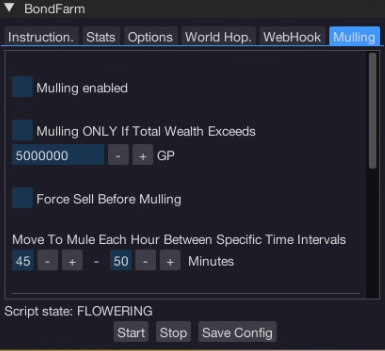 BondFarm
Instruction. Stats Options World Hop. WebHook Mulling
Mulling enabled
Mulling ONLY If Total Wealth Exceeds
5000000 - + GP
Force Sell Before Mulling
Move To Mule Each Hour Between Specific Time Intervals
45 - + - 50 - + Minutes
Script state: FLOWERING
Start Stop Save Config